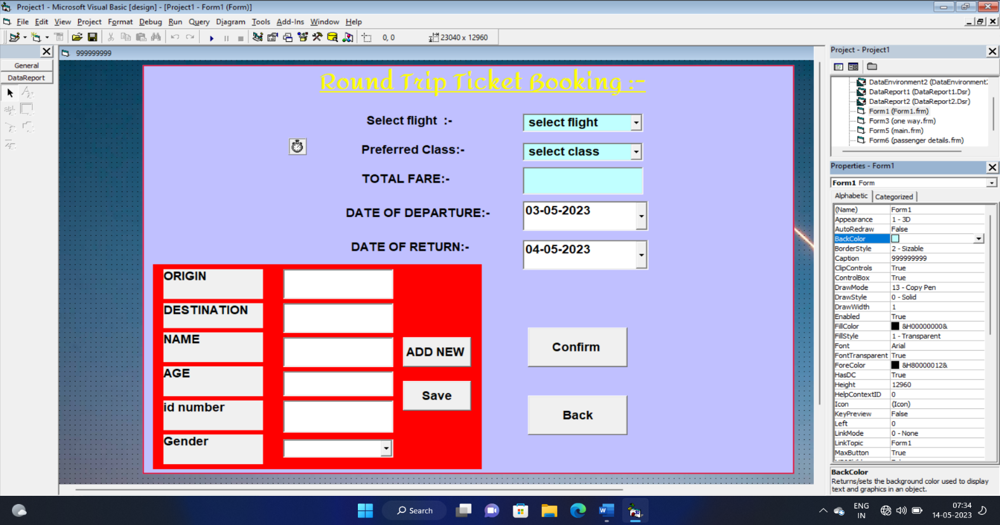 Project1 - Microsoft Visual Basic [design] - [Project1 - Form1 (Form)]
File Edit View Project Format Debug Run Query Diagram Tools Add-Ins Window Help
0, 0 23040 x 12960
General
DataReport
999999999
Round Trip Ticket Booking :-
Select flight :- select flight
Preferred Class:- select class
TOTAL FARE:-
DATE OF DEPARTURE:- 03-05-2023
DATE OF RETURN:- 04-05-2023
ORIGIN
DESTINATION
NAME
AGE
id number
Gender
ADD NEW
Save
Confirm
Back
Project - Project1
DataEnvironment2 (DataEnvironment2
DataReport1 (DataReport1.Dsr)
DataReport2 (DataReport2.Dsr)
Form1 (Form1.frm)
Form3 (one way.frm)
Form5 (main.frm)
Form6 (passenger details.frm)
Properties - Form1
Form1 Form
Alphabetic Categorized
(Name) Form1
Appearance 1 - 3D
AutoRedraw False
BackColor
BorderStyle 2 - Sizable
Caption 999999999
ClipControls True
ControlBox True
DrawMode 13 - Copy Pen
DrawStyle 0 - Solid
DrawWidth 1
Enabled True
FillColor &H00000000&
FillStyle 1 - Transparent
Font Arial
FontTransparent True
ForeColor &H80000012&
HasDC True
Height 12960
HelpContextID 0
Icon (Icon)
KeyPreview False
Left 0
LinkMode 0 - None
LinkTopic Form1
MaxButton True
BackColor
Returns/sets the background color used to display
text and graphics in an object.
Search
ENG
IN
07:34
14-05-2023